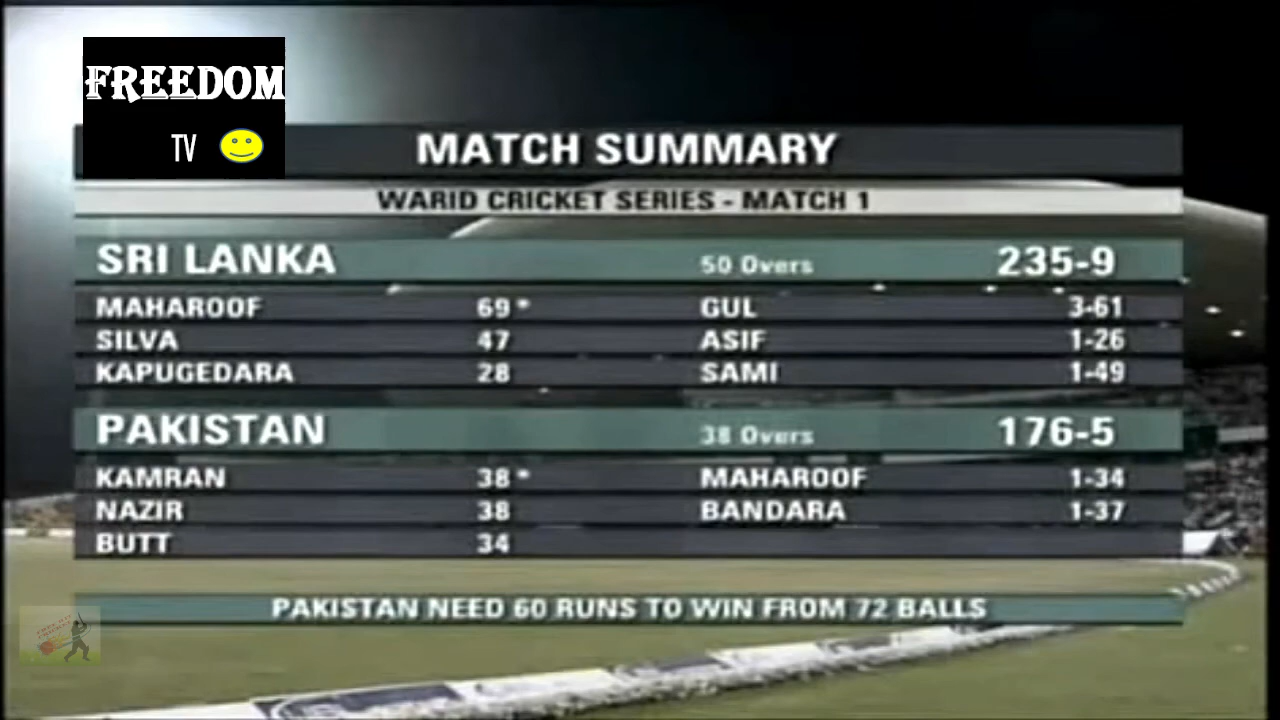 FREEDOM
TV
MATCH SUMMARY
WARID CRICKET SERIES - MATCH 1
SRI LANKA 50 Overs 235-9
MAHAROOF 69* GUL 3-61
SILVA 47 ASIF 1-26
KAPUGEDARA 28 SAMI 1-49
PAKISTAN 38 Overs 176-5
KAMRAN 38* MAHAROOF 1-34
NAZIR 38 BANDARA 1-37
BUTT 34
PAKISTAN NEED 60 RUNS TO WIN FROM 72 BALLS